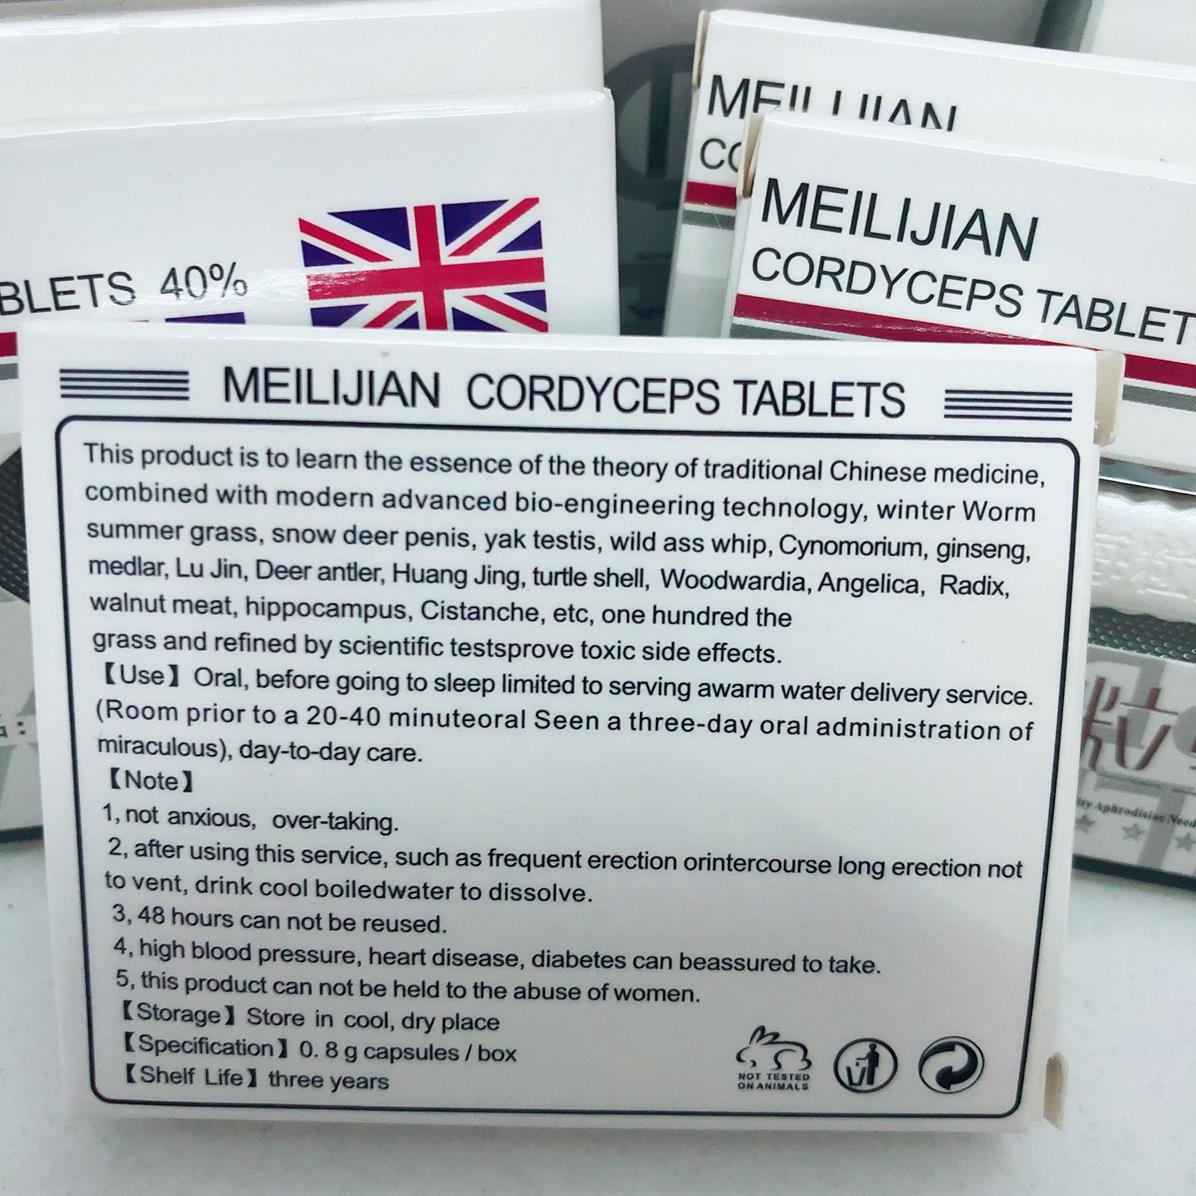 MEILIJIAN
BLETS 40%
MEILIJIAN
CORDYCEPS TABLET
MEILIJIAN CORDYCEPS TABLETS
This product is to learn the essence of the theory of traditional Chinese medicine,
combined with modern advanced bio-engineering technology, winter Worm
summer grass, snow deer penis, yak testis, wild ass whip, Cynomorium, ginseng,
medlar, Lu Jin, Deer antler, Huang Jing, turtle shell, Woodwardia, Angelica, Radix,
walnut meat, hippocampus, Cistanche, etc, one hundred the
grass and refined by scientific testsprove toxic side effects.
【Use】 Oral, before going to sleep limited to serving awarm water delivery service.
(Room prior to a 20-40 minuteoral Seen a three-day oral administration of
miraculous), day-to-day care.
【Note】
1, not anxious, over-taking.
2, after using this service, such as frequent erection orintercourse long erection not
to vent, drink cool boiledwater to dissolve.
3, 48 hours can not be reused.
4, high blood pressure, heart disease, diabetes can beassured to take.
5, this product can not be held to the abuse of women.
【Storage】 Store in cool, dry place
【Specification】 0. 8 g capsules / box
【Shelf Life】 three years
NOT TESTED
ON ANIMALS
Aphrodisiac Need